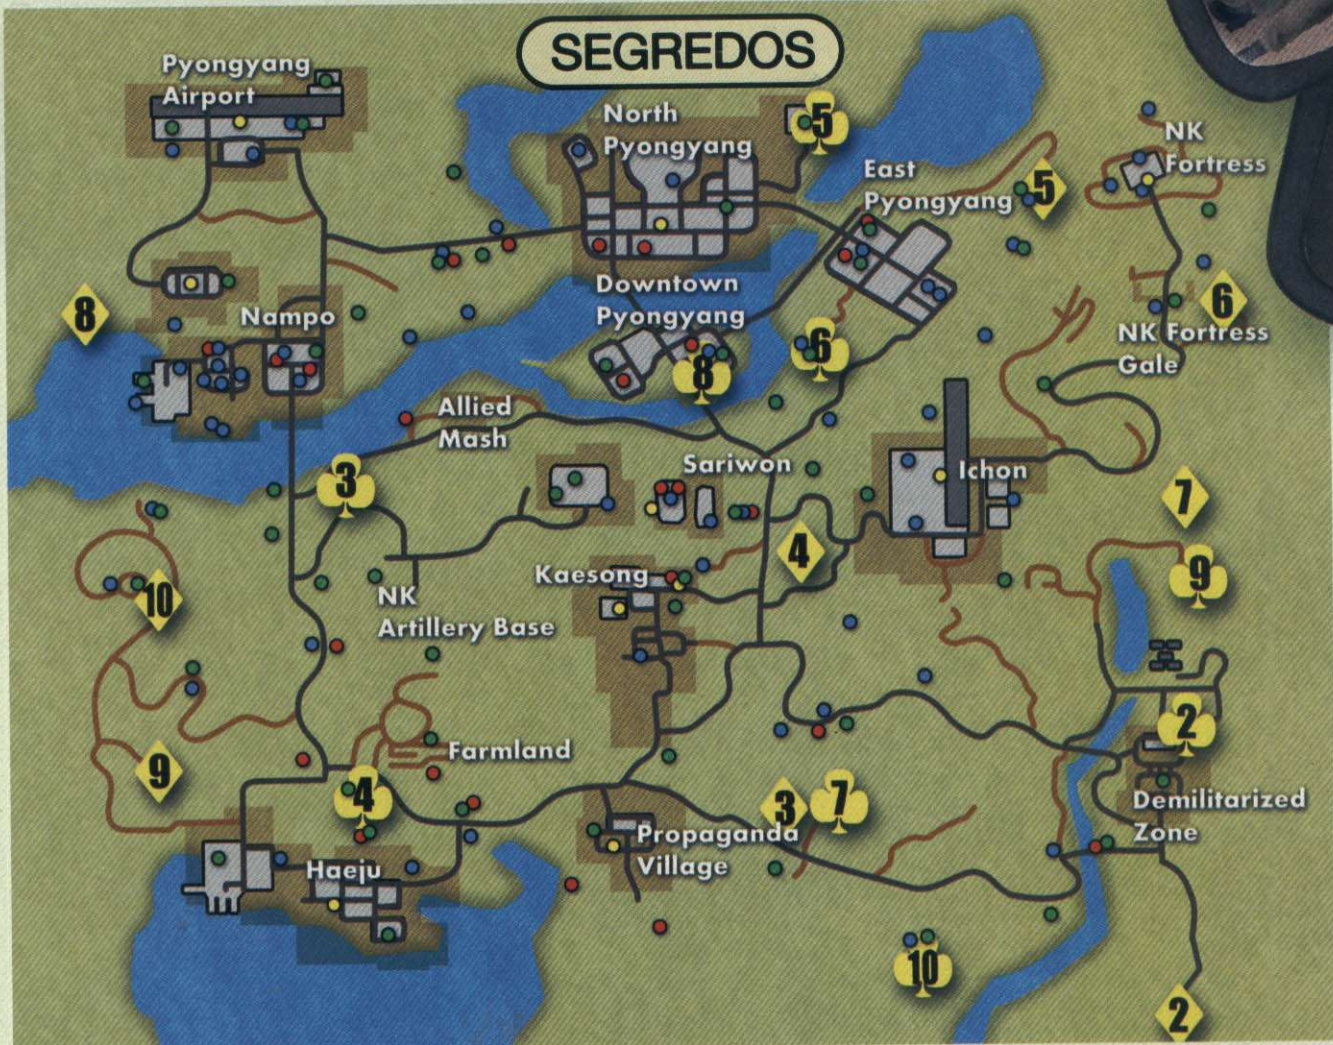 SEGREDOS
Pyongyang
Airport
North
Pyongyang
5
NK
Fortress
East
Pyongyang
5
Downtown
Pyongyang
8
Nampo
6
6
NK Fortress
Gale
8
Allied
Mash
3
Sariwon
Ichon
7
4
9
Kaesong
10
NK
Artillery Base
2
Farmland
9
4
3
7
Demilitarized
Zone
Propaganda
Village
Haeju
10
2